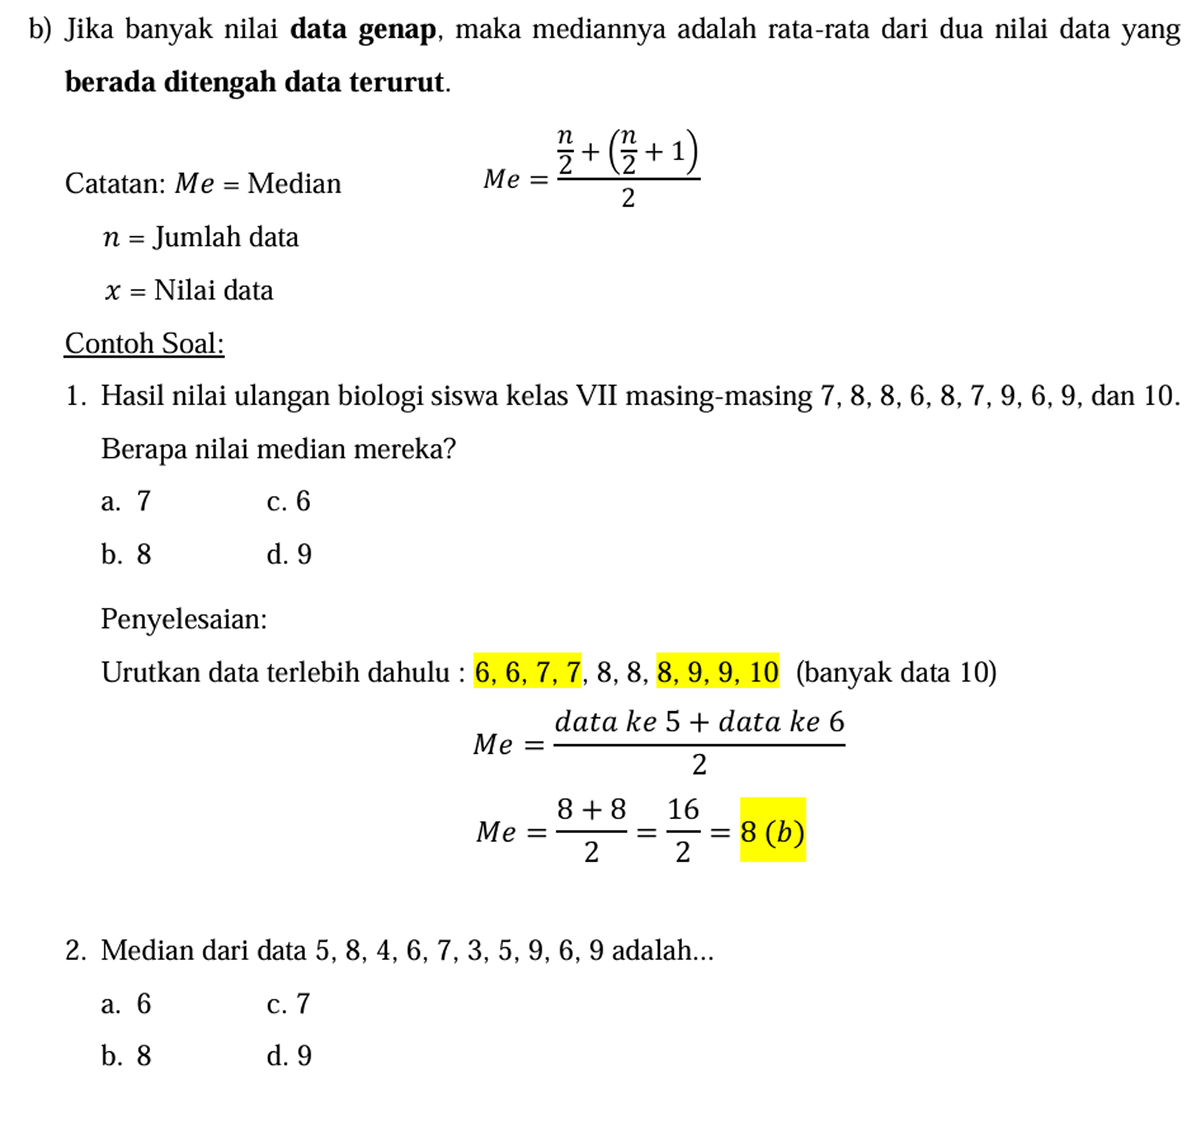 b) Jika banyak nilai data genap, maka mediannya adalah rata-rata dari dua nilai data yang
berada ditengah data terurut.
Catatan: Me = Median
Me = \frac{\frac{n}{2} + (\frac{n}{2} + 1)}{2}
n = Jumlah data
x = Nilai data
Contoh Soal:
1. Hasil nilai ulangan biologi siswa kelas VII masing-masing 7, 8, 8, 6, 8, 7, 9, 6, 9, dan 10.
Berapa nilai median mereka?
a. 7 c. 6
b. 8 d. 9
Penyelesaian:
Urutkan data terlebih dahulu : 6, 6, 7, 7, 8, 8, 8, 9, 9, 10 (banyak data 10)
Me = \frac{data ke 5 + data ke 6}{2}
Me = \frac{8 + 8}{2} = \frac{16}{2} = 8 (b)
2. Median dari data 5, 8, 4, 6, 7, 3, 5, 9, 6, 9 adalah...
a. 6 c. 7
b. 8 d. 9